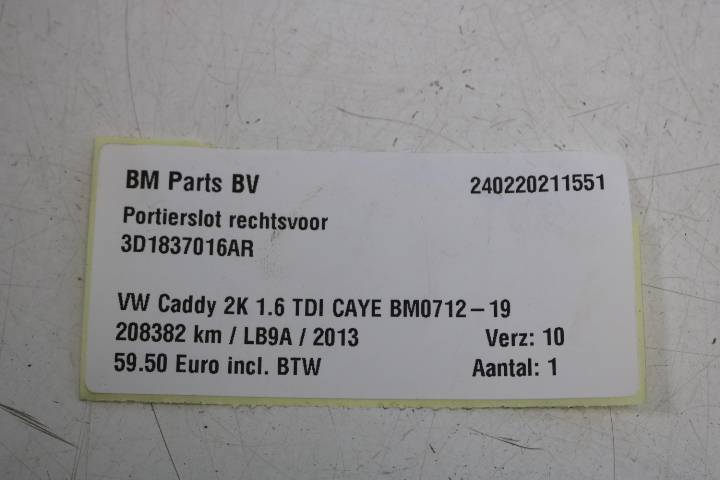 BM Parts BV 240220211551
Portierslot rechtsvoor
3D1837016AR
VW Caddy 2K 1.6 TDI CAYE BM0712-19
208382 km / LB9A / 2013 Verz: 10
59.50 Euro incl. BTW Aantal: 1